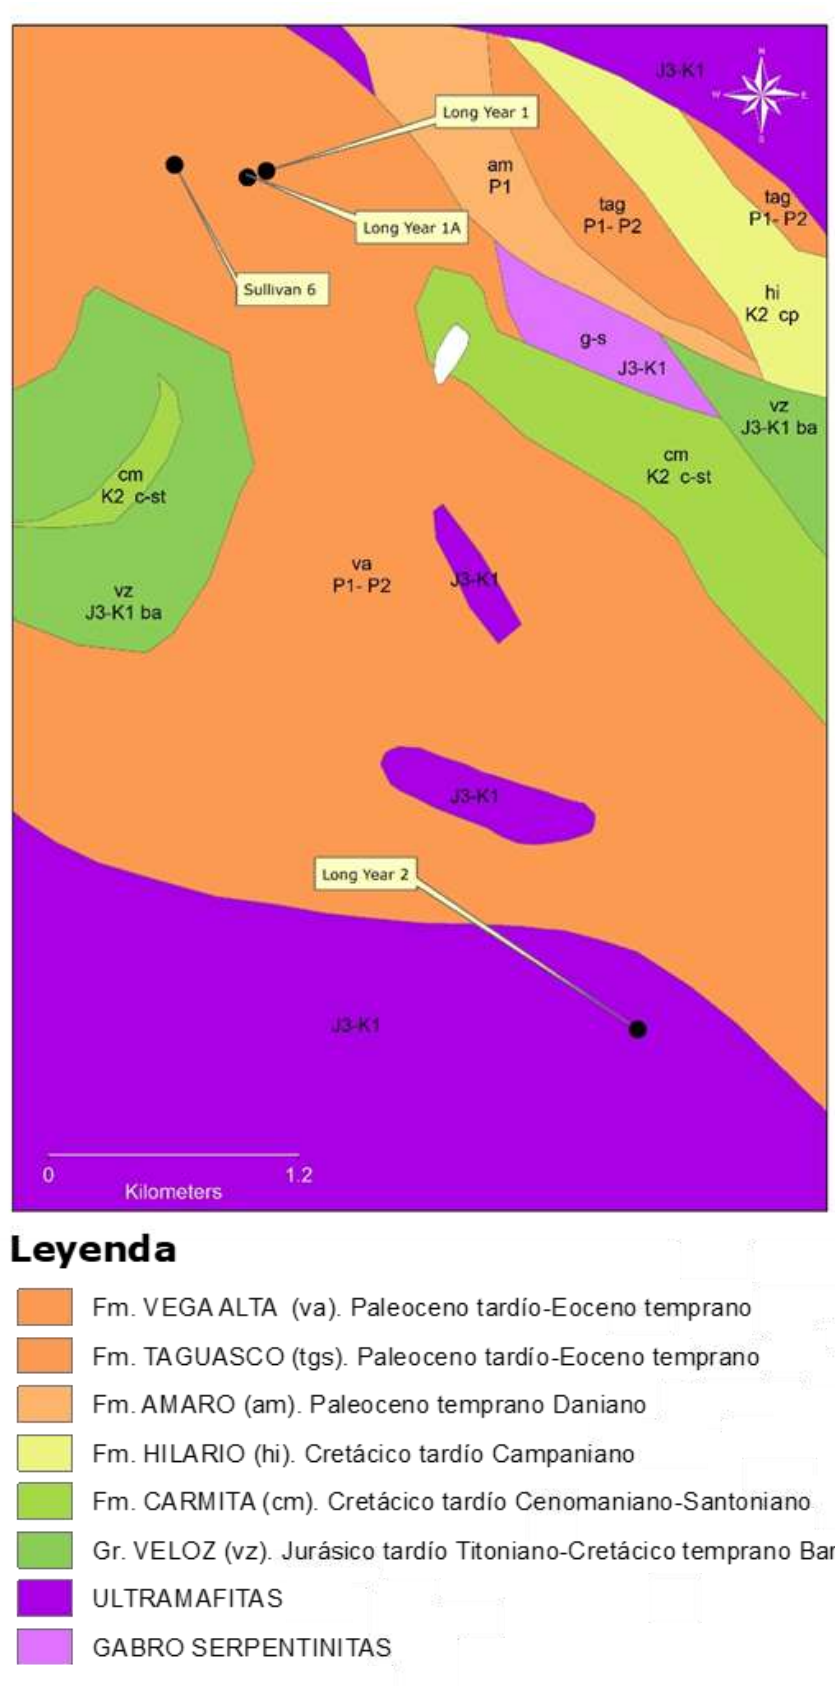 J3-K1
N
W
E
S
Long Year 1
am
P1
tag
P1- P2
tag
P1- P2
Long Year 1A
Sullivan 6
hi
K2 cp
g-s
J3-K1
vz
J3-K1 ba
cm
K2 c-st
cm
K2 c-st
va
P1- P2
J3-K1
vz
J3-K1 ba
J3-K1
Long Year 2
J3-K1
0
1.2
Kilometers
Leyenda
Fm. VEGA ALTA (va). Paleoceno tardío-Eoceno temprano
Fm. TAGUASCO (tgs). Paleoceno tardío-Eoceno temprano
Fm. AMARO (am). Paleoceno temprano Daniano
Fm. HILARIO (hi). Cretácico tardío Campaniano
Fm. CARMITA (cm). Cretácico tardío Cenomaniano-Santoniano
Gr. VELOZ (vz). Jurásico tardío Titoniano-Cretácico temprano Bar
ULTRAMAFITAS
GABRO SERPENTINITAS